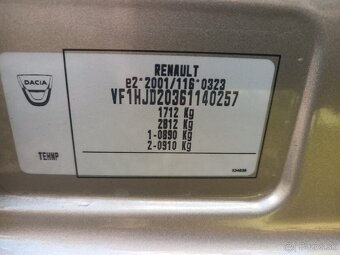 RENAULT
e2*2001/116*0323
VF1HJD20361140257
1712 Kg
2812 Kg
1-0890 Kg
2-0910 Kg
DACIA
TEHNP